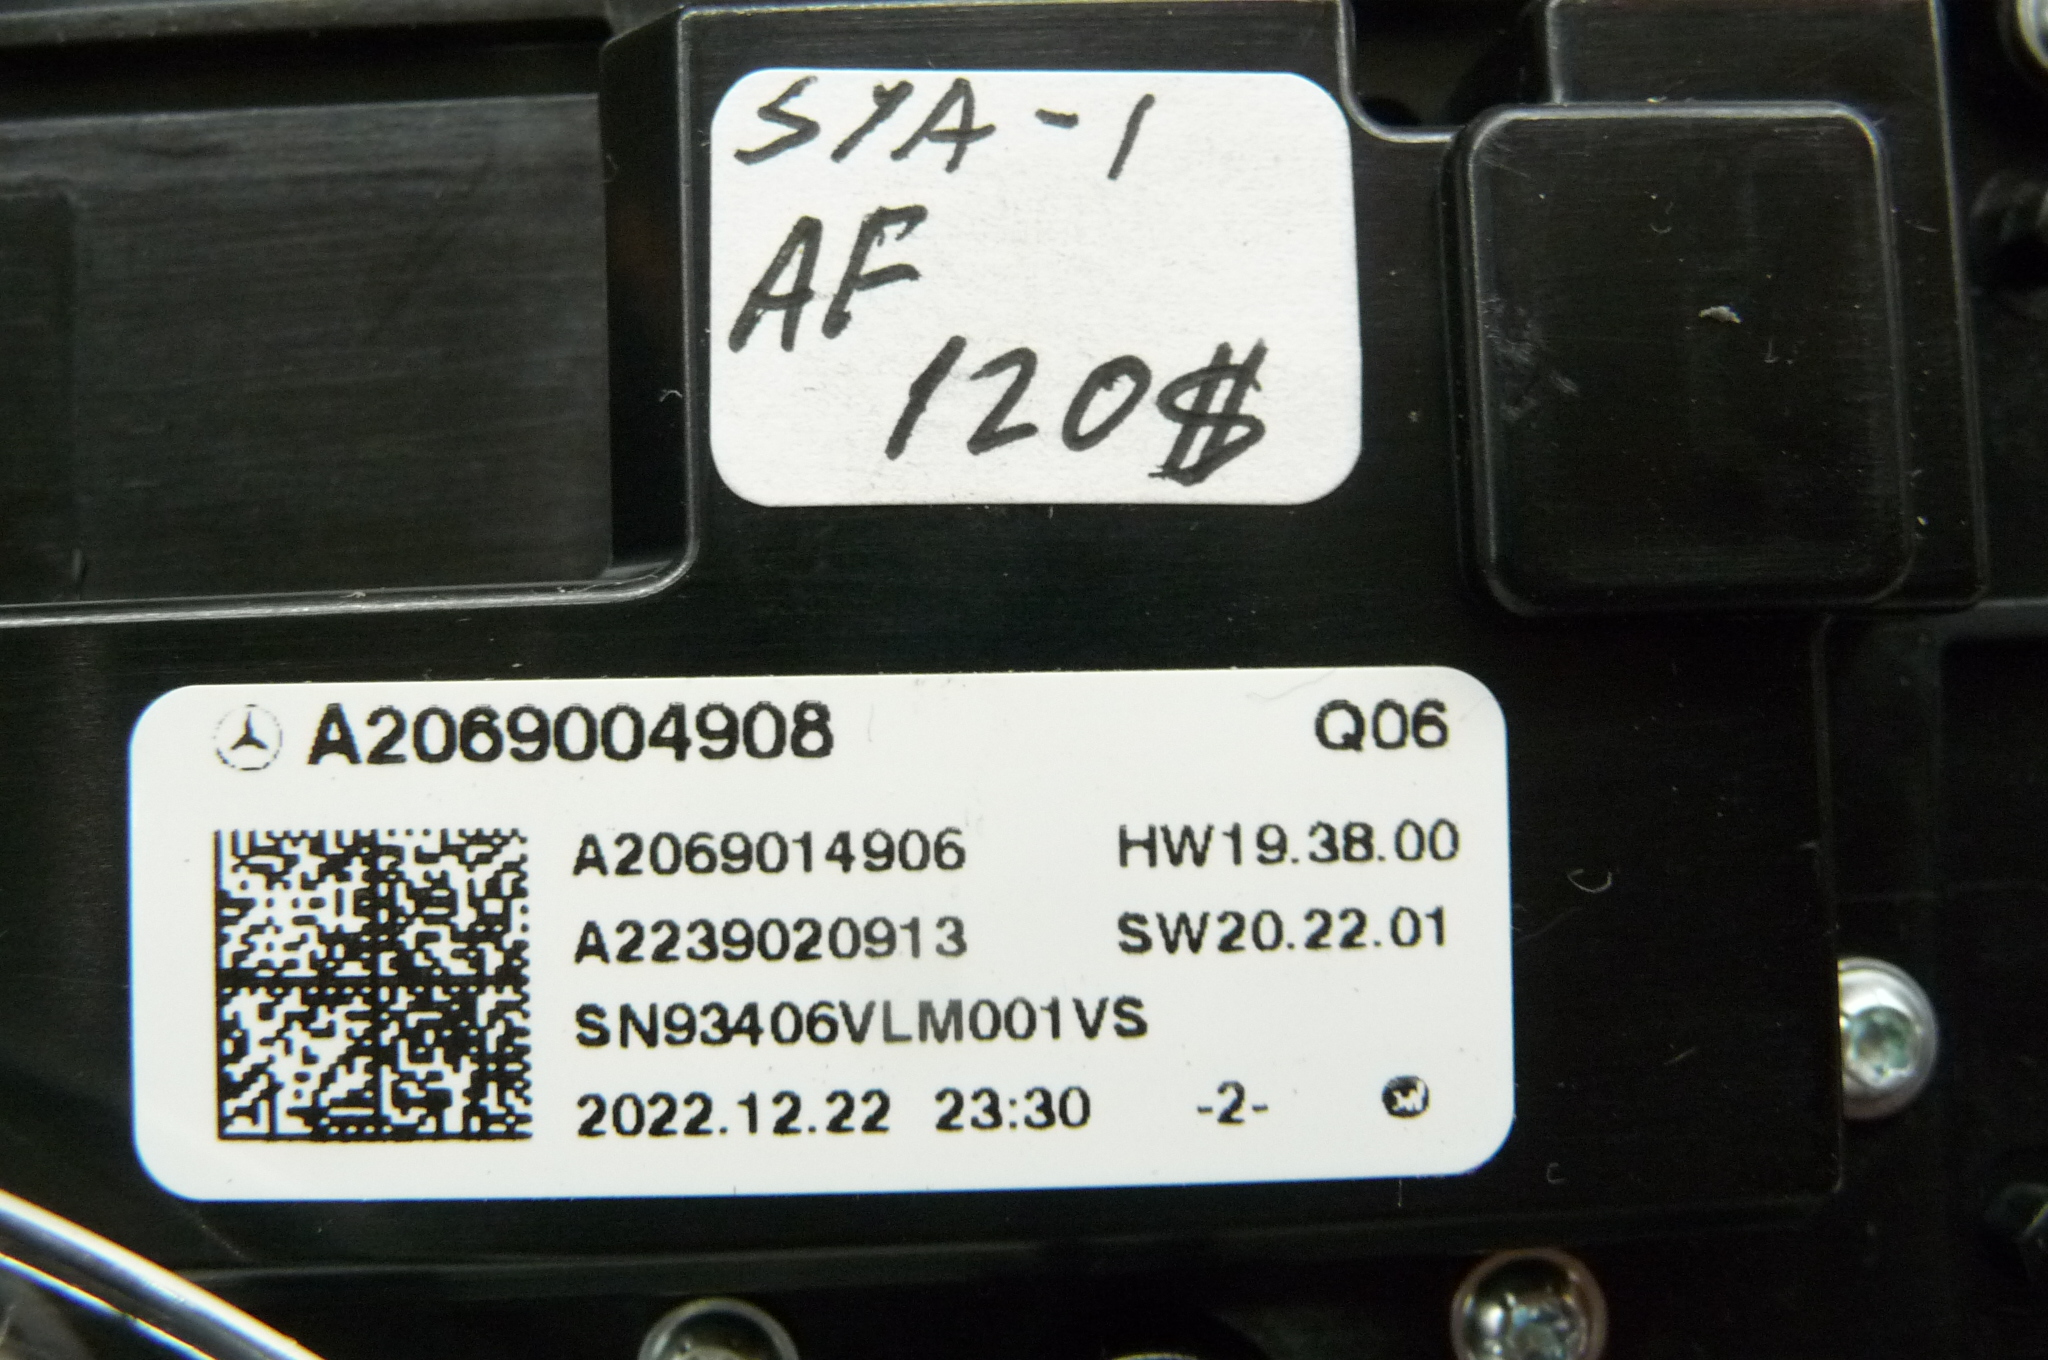 SYA-1
AF
120$
A2069004908 Q06
A2069014906 HW19.38.00
A2239020913 SW20.22.01
SN93406VLM001VS
2022.12.22 23:30 -2-